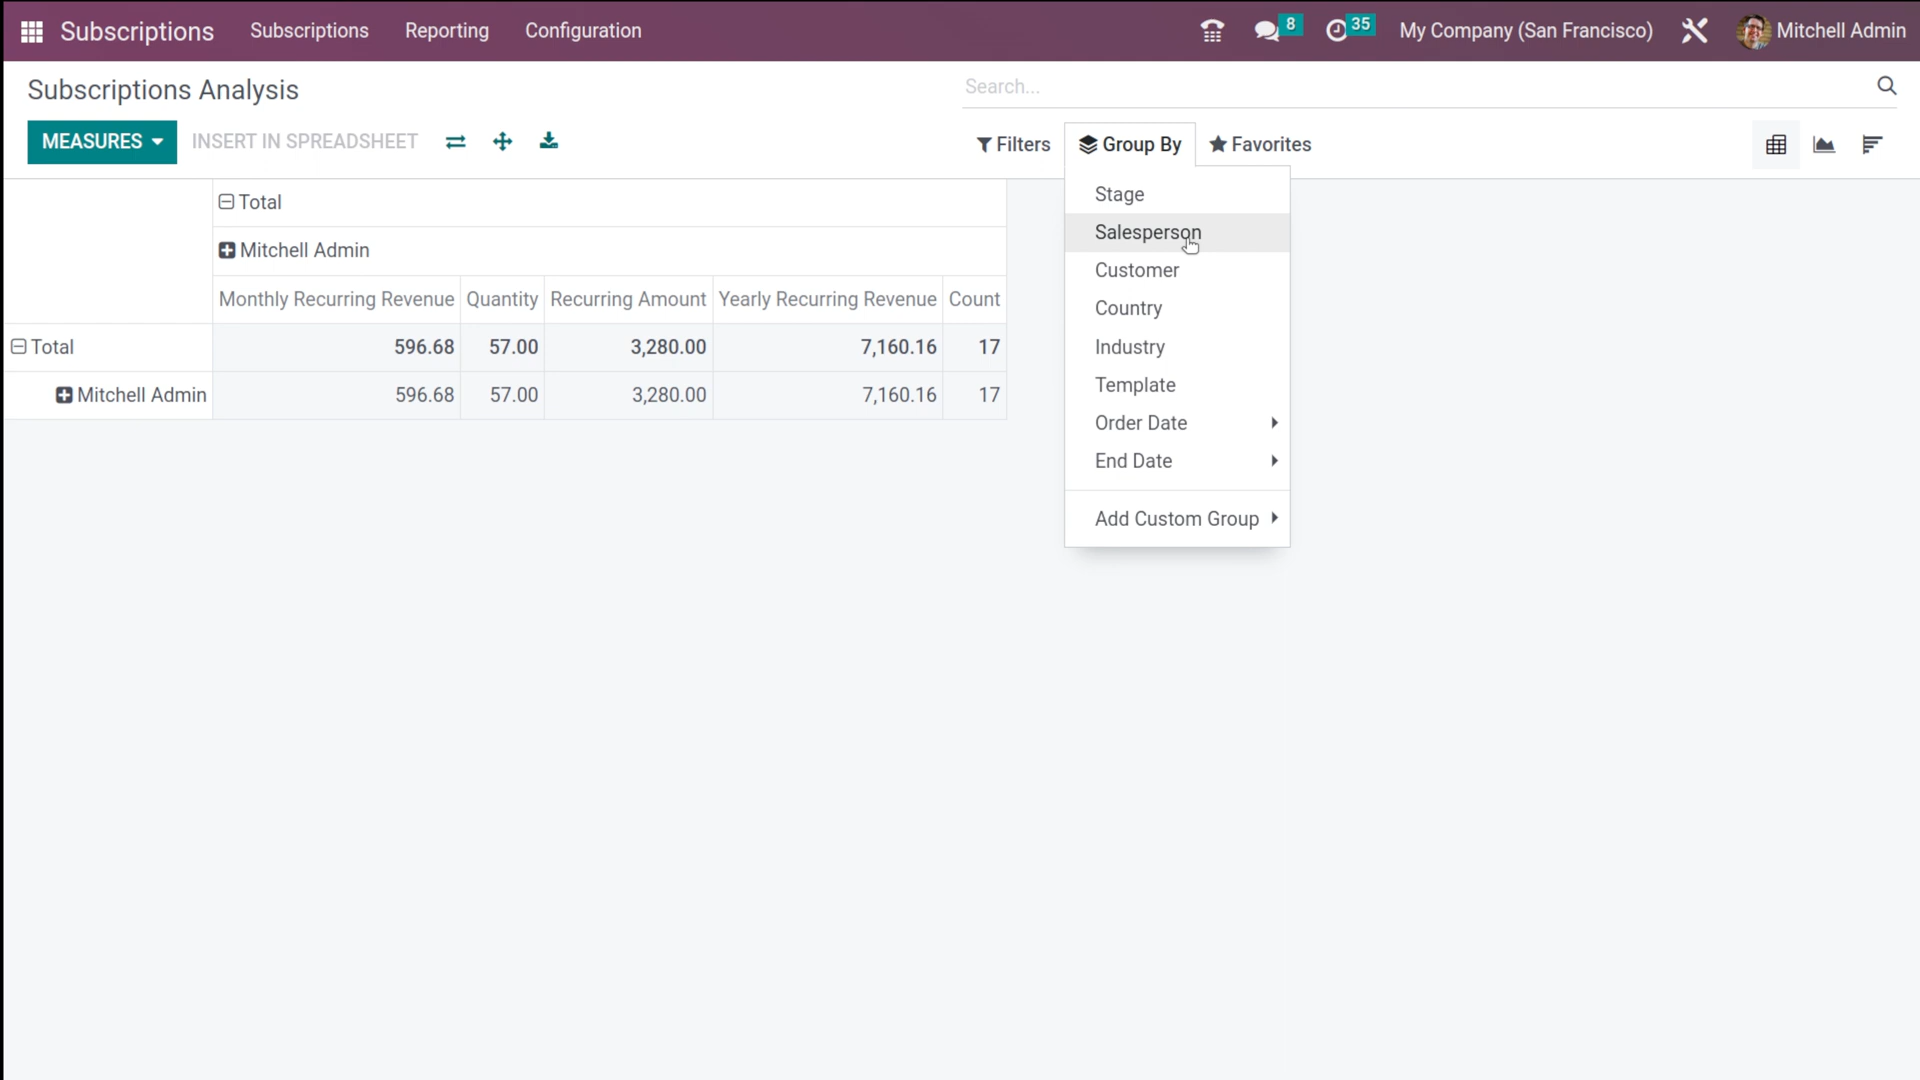 Subscriptions Subscriptions Reporting Configuration 8 35 My Company (San Francisco) Mitchell Admin
Subscriptions Analysis
Search...
MEASURES INSERT IN SPREADSHEET
Filters Group By Favorites
Total
Mitchell Admin
Monthly Recurring Revenue Quantity Recurring Amount Yearly Recurring Revenue Count
Total 596.68 57.00 3,280.00 7,160.16 17
Mitchell Admin 596.68 57.00 3,280.00 7,160.16 17
Stage
Salesperson
Customer
Country
Industry
Template
Order Date
End Date
Add Custom Group